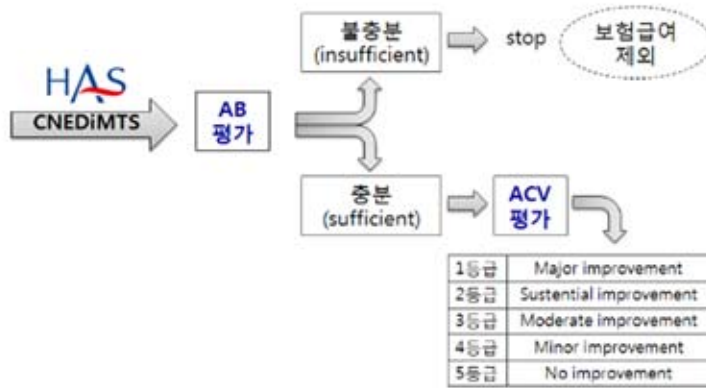 불충분
(insufficient)
stop
보험급여
제외
HAS
CNEDiMTS
AB
평가
충분
(sufficient)
ACV
평가
1등급 Major improvement
2등급 Sustential improvement
3등급 Moderate improvement
4등급 Minor improvement
5등급 No improvement